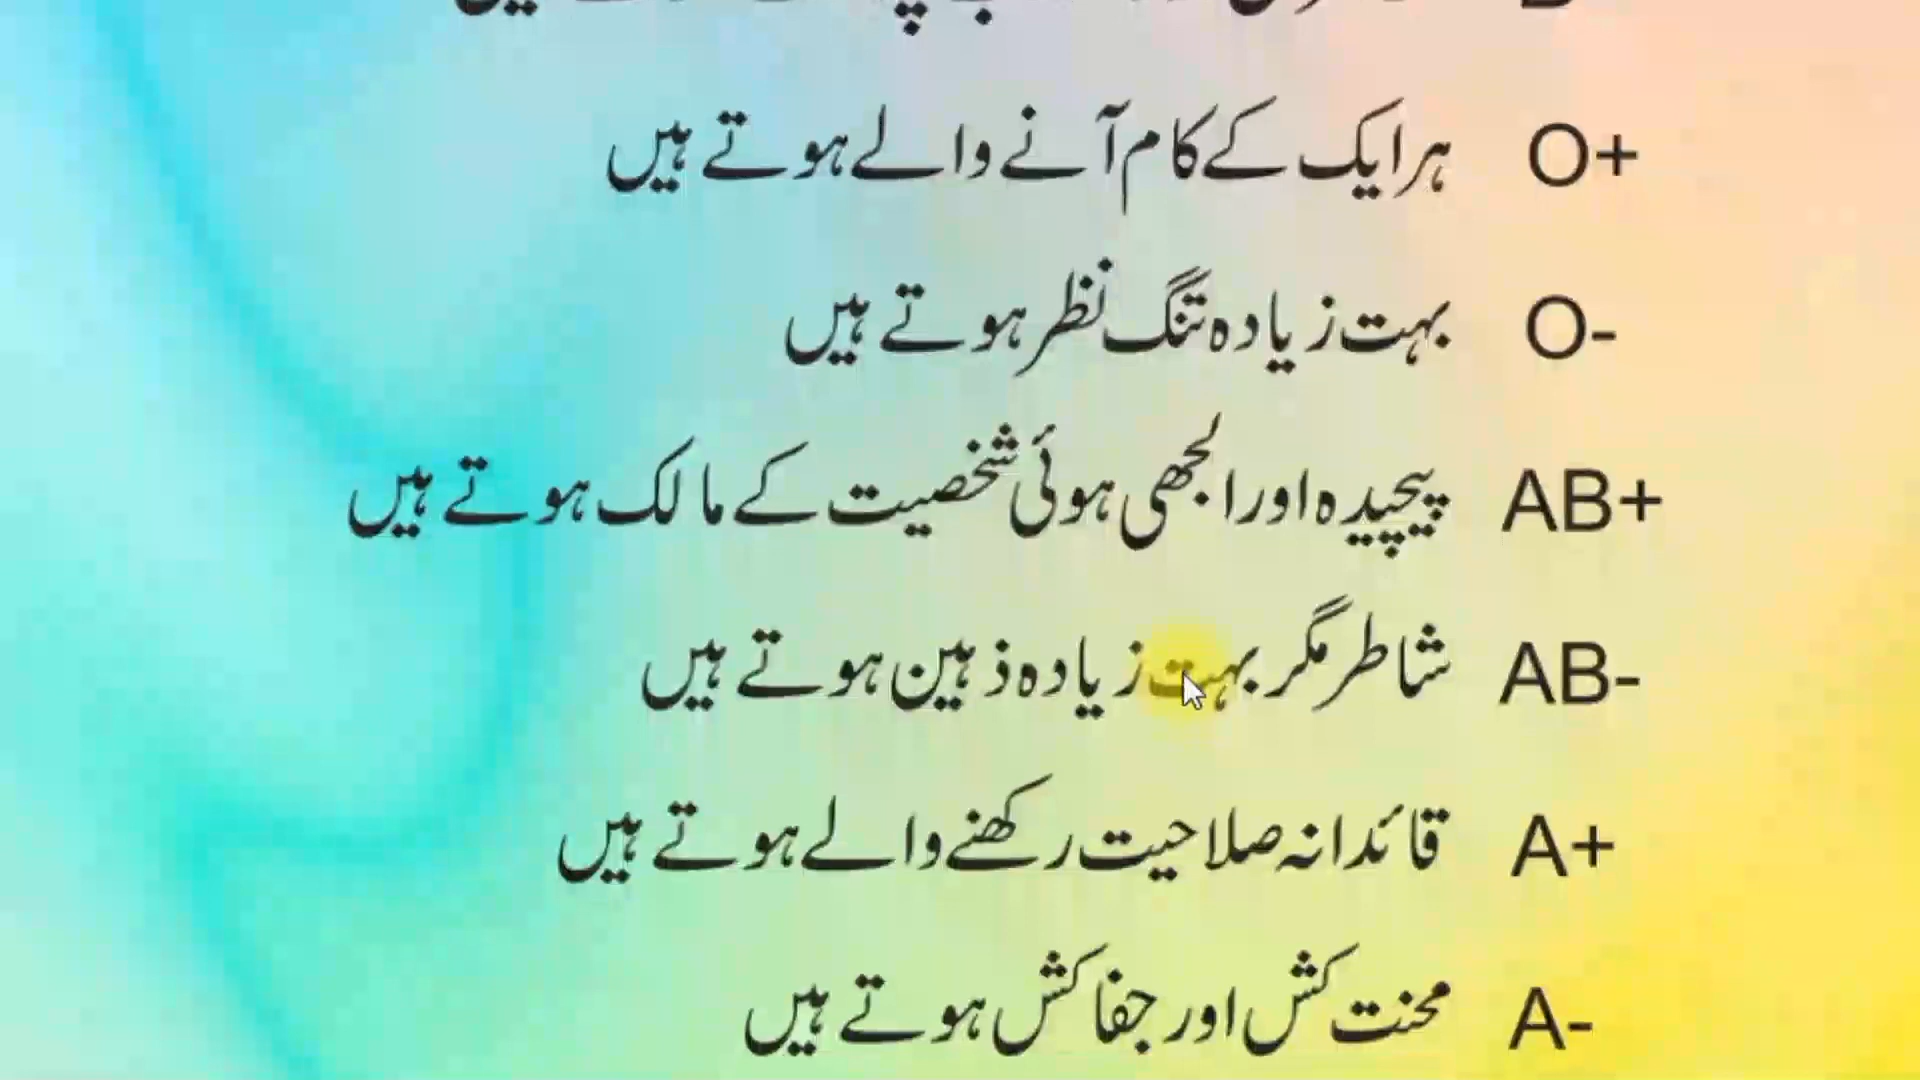 O+ ہر ایک کے کام آنے والے ہوتے ہیں
O- بہت زیادہ تنگ نظر ہوتے ہیں
AB+ پیچیدہ اور الجھی ہوئی شخصیت کے مالک ہوتے ہیں
AB- شاطر مگر بہت زیادہ ذہین ہوتے ہیں
A+ قائدانہ صلاحیت رکھنے والے ہوتے ہیں
A- محنت کش اور جفاکش ہوتے ہیں